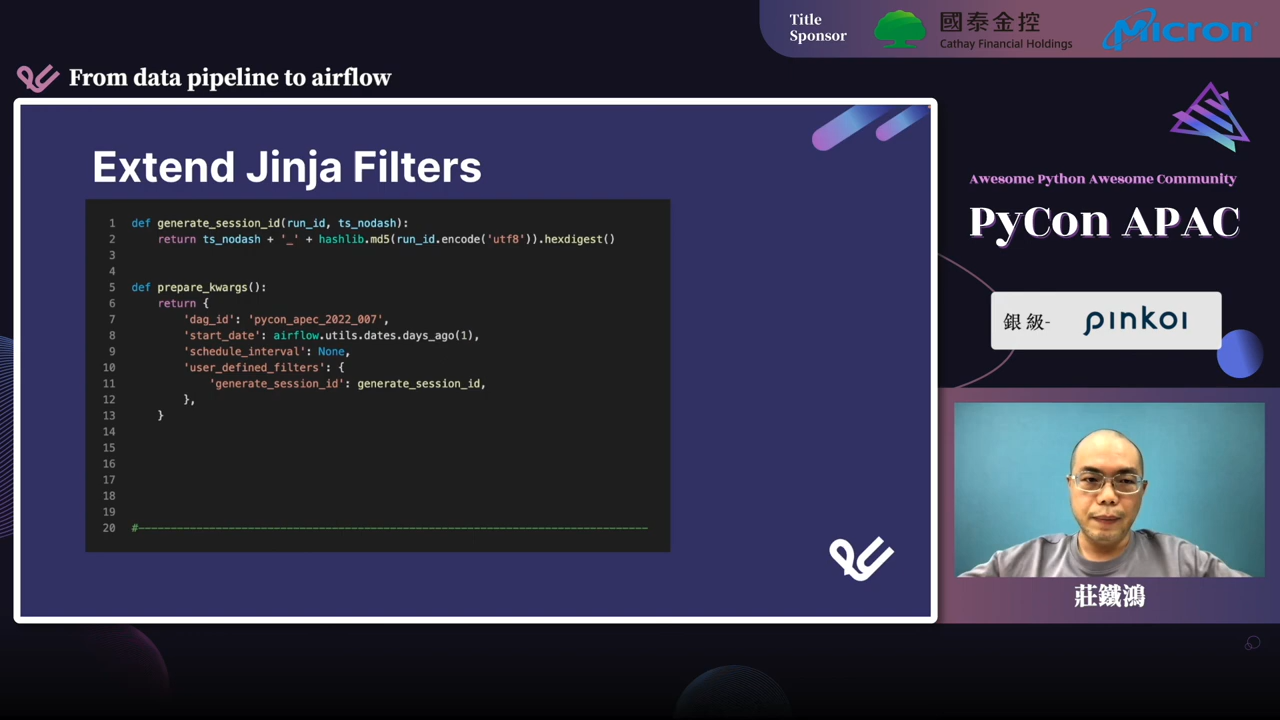 Title
Sponsor
國泰金控
Cathay Financial Holdings
Micron
From data pipeline to airflow
Extend Jinja Filters
1 def generate_session_id(run_id, ts_nodash):
2 return ts_nodash + '_' + hashlib.md5(run_id.encode('utf8')).hexdigest()
3
4
5 def prepare_kwargs():
6 return {
7 'dag_id': 'pycon_apec_2022_007',
8 'start_date': airflow.utils.dates.days_ago(1),
9 'schedule_interval': None,
10 'user_defined_filters': {
11 'generate_session_id': generate_session_id,
12 },
13 }
14
15
16
17
18
19
20 #--------------------------------------------------------------------------------
Awesome Python Awesome Community
PyCon APAC
銀級-
pinkoi
莊鐵鴻